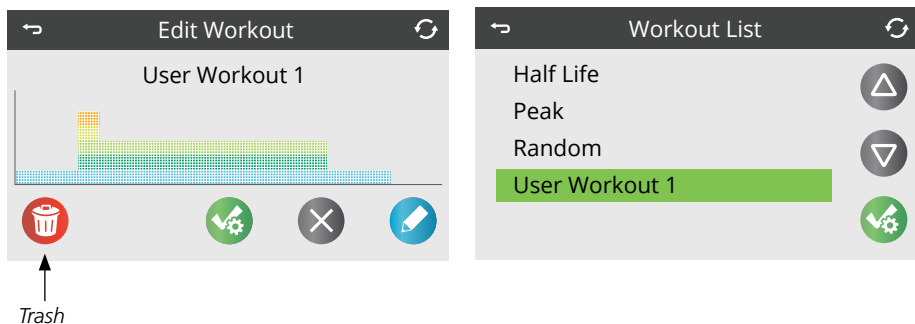 Edit Workout
User Workout 1
Trash
Workout List
Half Life
Peak
Random
User Workout 1